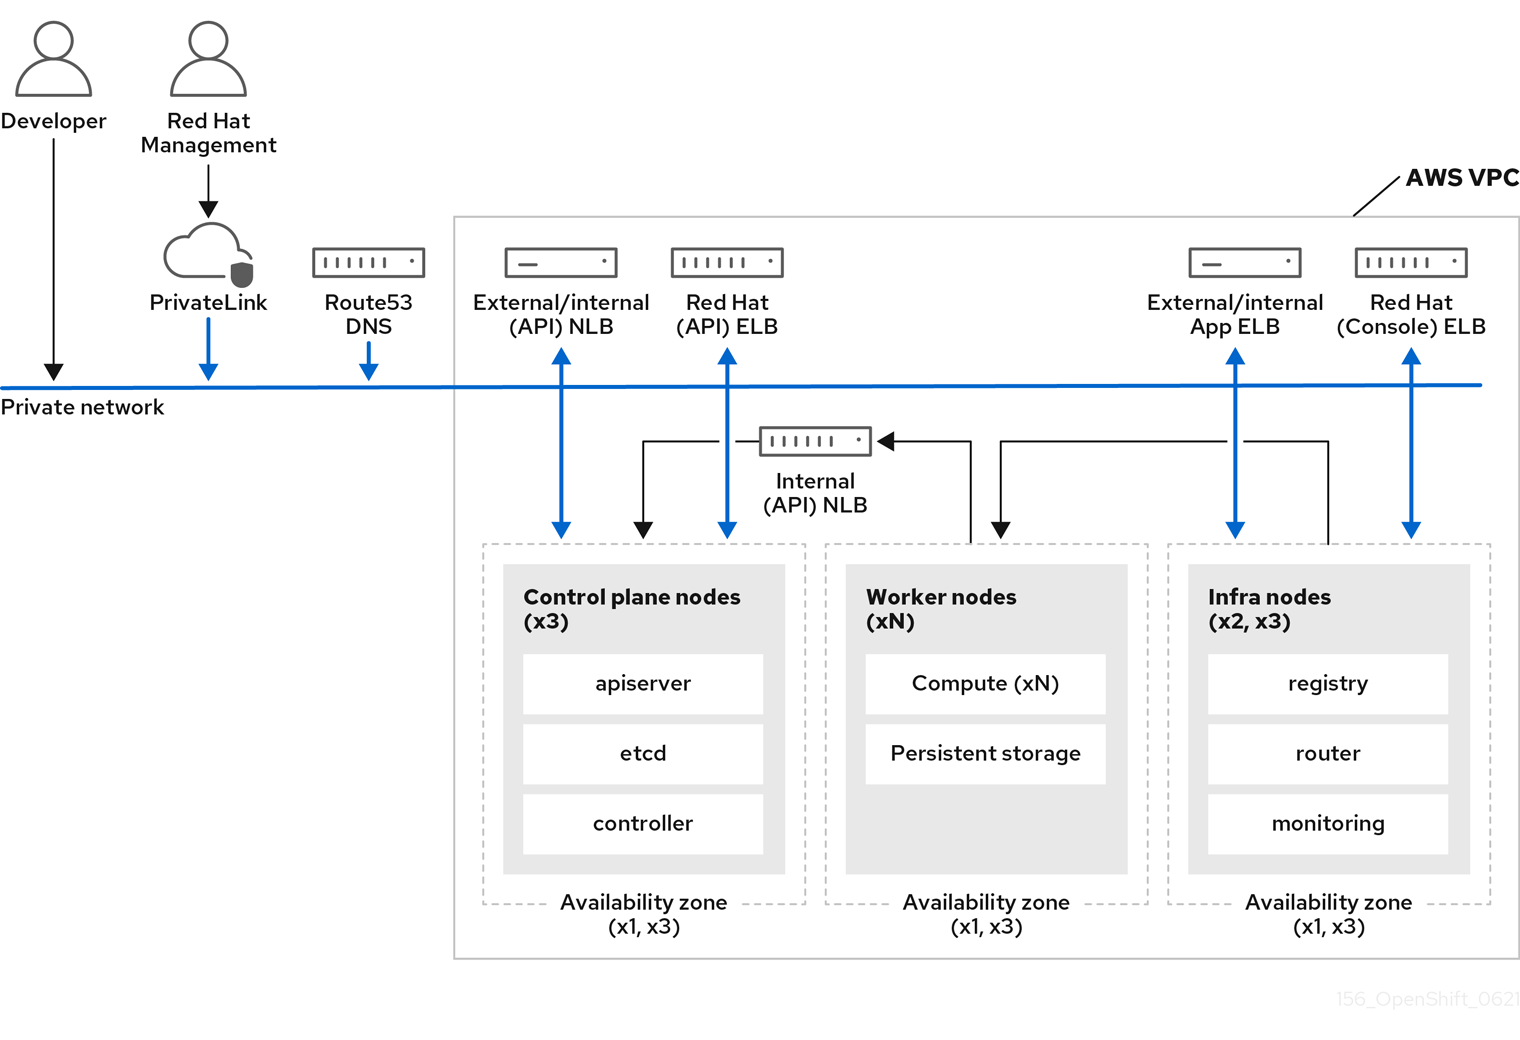 Developer
Red Hat
Management
AWS VPC
PrivateLink
Route53
DNS
External/internal
(API) NLB
Red Hat
(API) ELB
External/internal
App ELB
Red Hat
(Console) ELB
Private network
Internal
(API) NLB
Control plane nodes
(x3)
apiserver
etcd
controller
Availability zone
(x1, x3)
Worker nodes
(xN)
Compute (xN)
Persistent storage
Availability zone
(x1, x3)
Infra nodes
(x2, x3)
registry
router
monitoring
Availability zone
(x1, x3)
156_OpenShift_0621